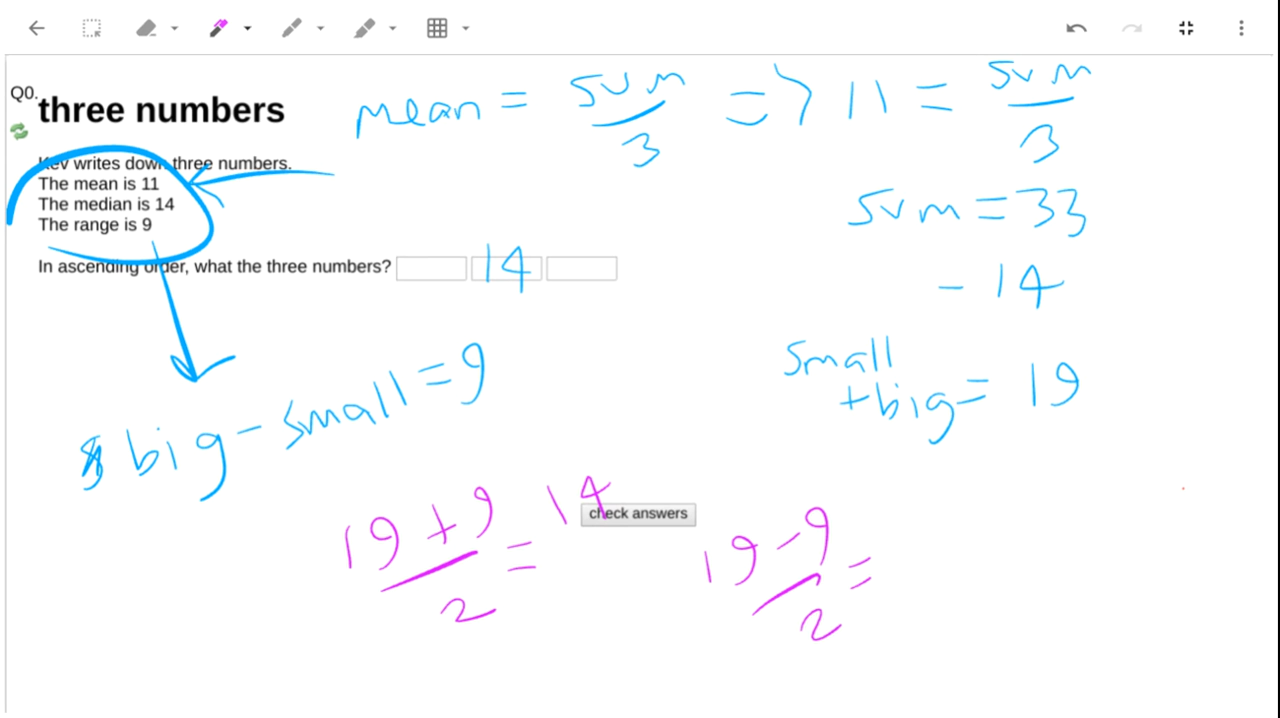 Q0.
three numbers
Kev writes down three numbers.
The mean is 11
The median is 14
The range is 9
In ascending order, what the three numbers? 14
mean = sum/3 => 11 = sum/3
sum = 33
- 14
small
+big = 19
big - small = 9
19 + 9 / 2 = 14
check answers
19 - 9 / 2 =